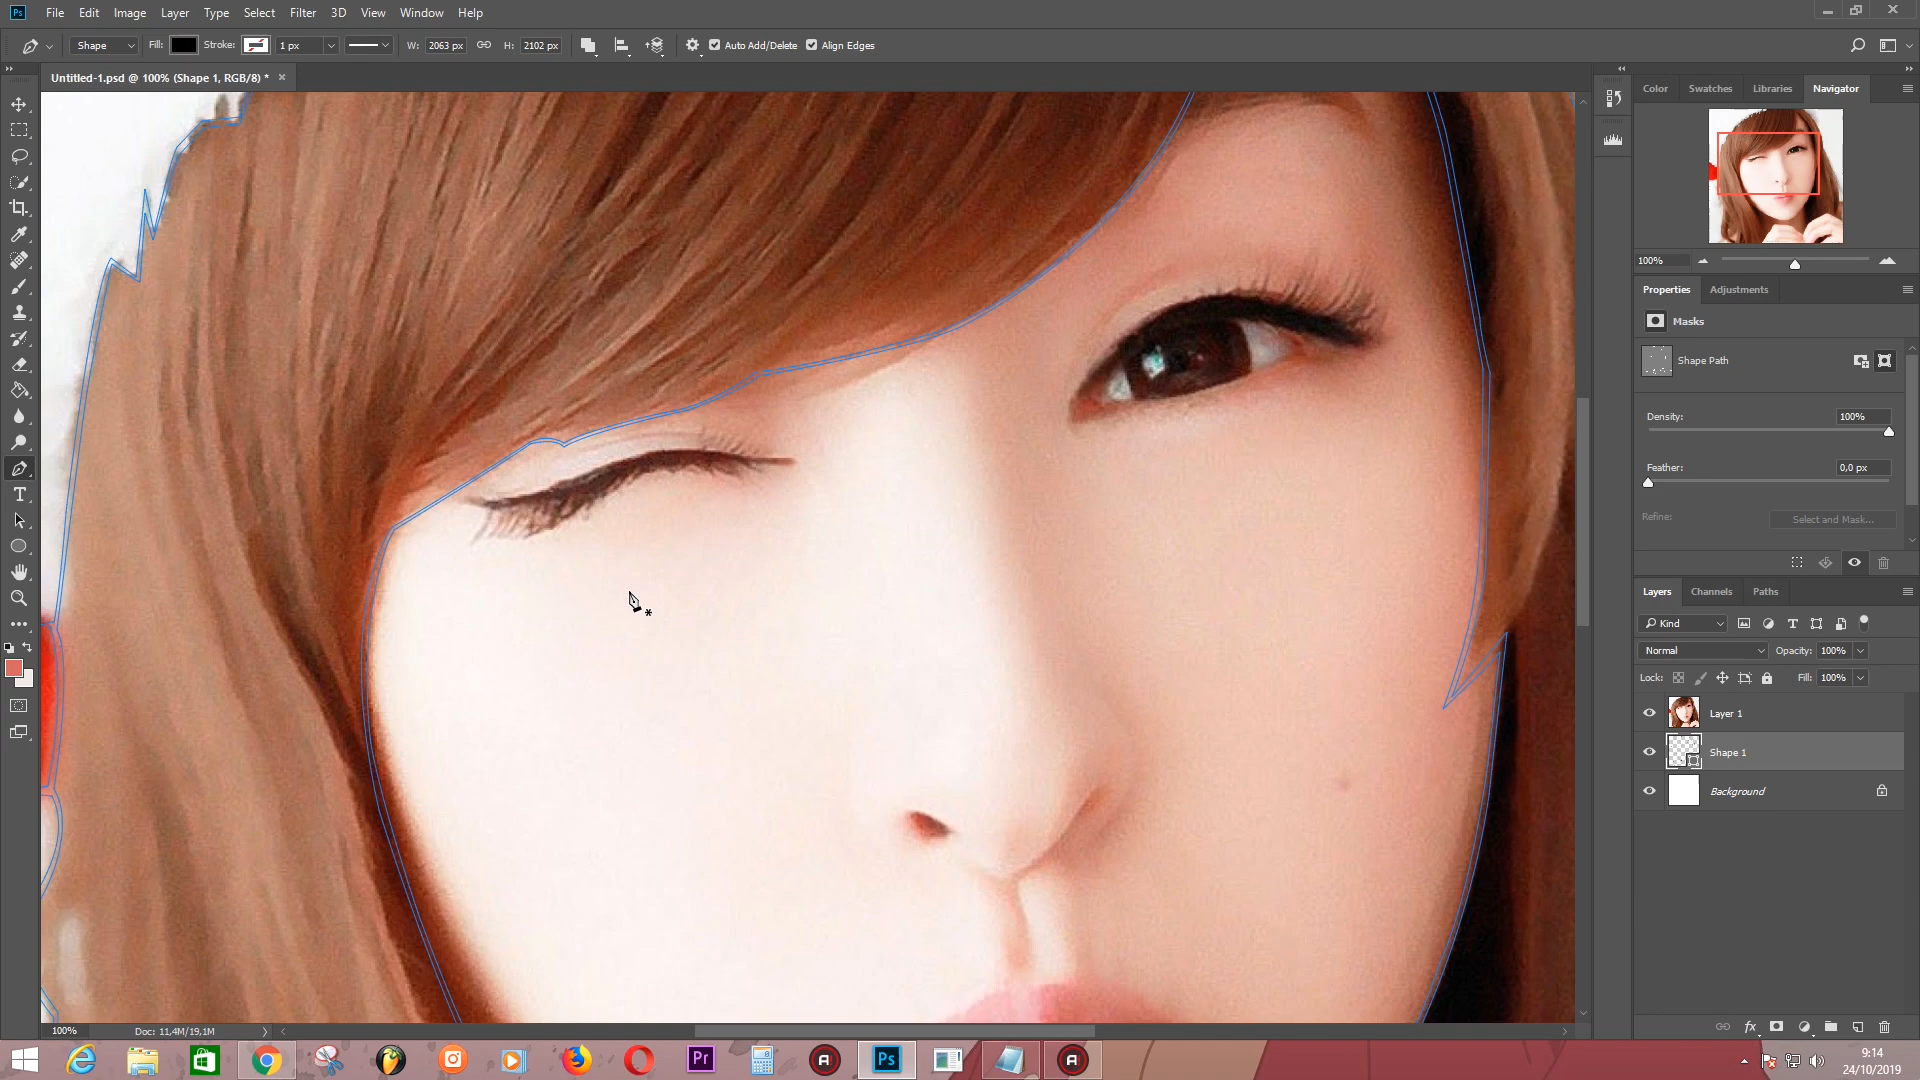 Ps File Edit Image Layer Type Select Filter 3D View Window Help
Shape Fill: Stroke: 1 px W: 2063 px H: 2102 px Auto Add/Delete Align Edges
Untitled-1.psd @ 100% (Shape 1, RGB/8) * ×
Color Swatches Libraries Navigator
100%
Properties Adjustments
Masks
Shape Path
Density: 100%
Feather: 0,0 px
Refine: Select and Mask...
Layers Channels Paths
Kind
Normal Opacity: 100%
Lock: Fill: 100%
Layer 1
Shape 1
Background
100% Doc: 11,4M/19,1M
Pr Ps
9:14
24/10/2019